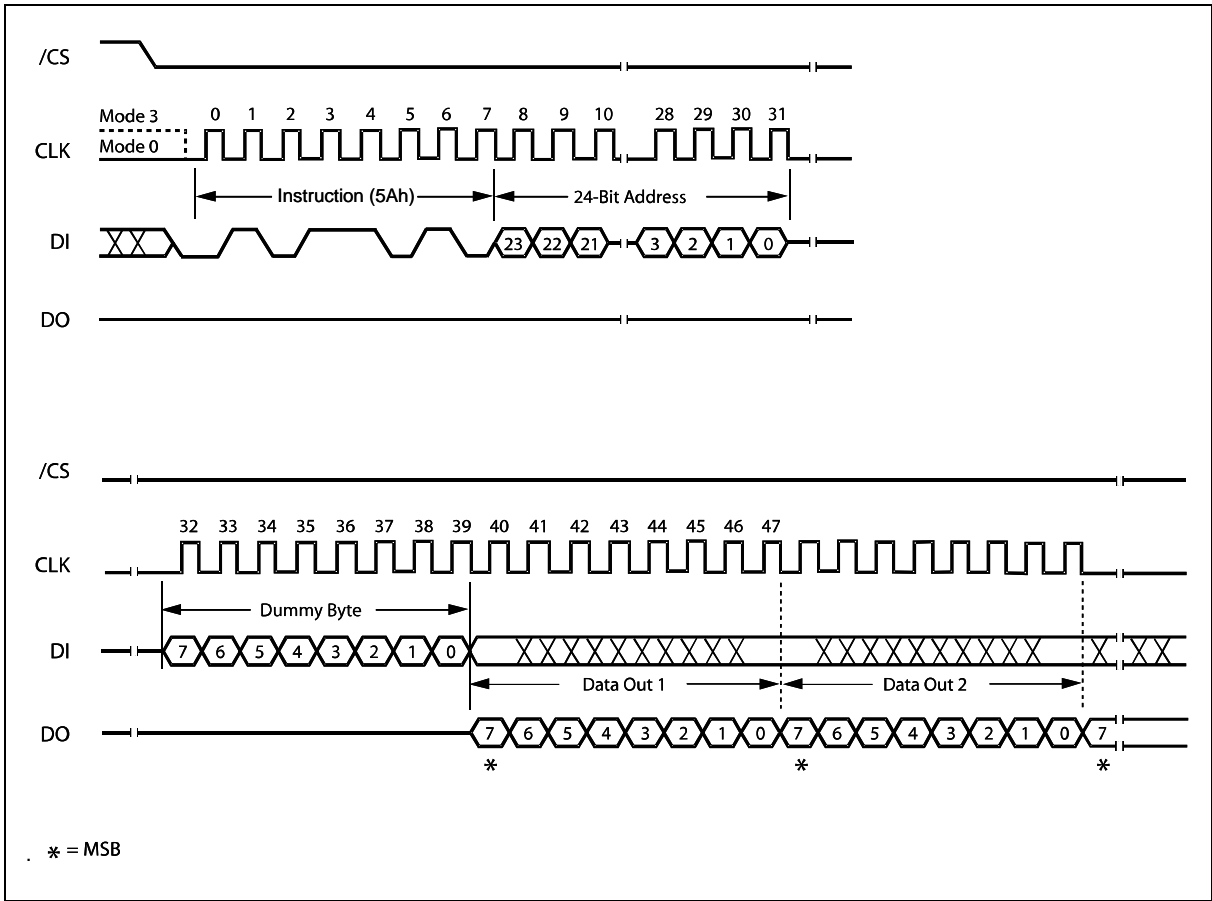 /CS
Mode 3
0 1 2 3 4 5 6 7 8 9 10 28 29 30 31
CLK
Mode 0
Instruction (5Ah)
24-Bit Address
DI
23 22 21 3 2 1 0
DO
/CS
32 33 34 35 36 37 38 39 40 41 42 43 44 45 46 47
CLK
Dummy Byte
DI
7 6 5 4 3 2 1 0
Data Out 1
Data Out 2
DO
7 6 5 4 3 2 1 0 7 6 5 4 3 2 1 0 7
* * *
. * = MSB